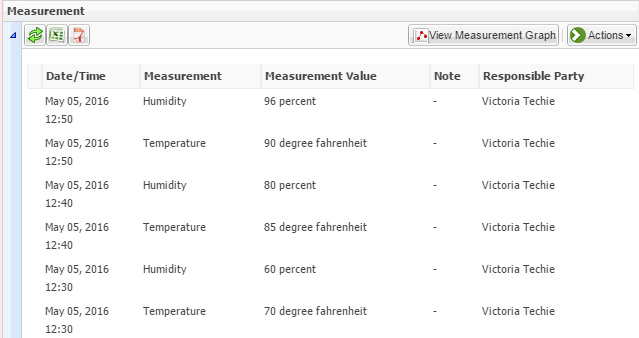 Measurement
View Measurement Graph Actions
Date/Time Measurement Measurement Value Note Responsible Party
May 05, 2016 Humidity 96 percent - Victoria Techie
12:50
May 05, 2016 Temperature 90 degree fahrenheit - Victoria Techie
12:50
May 05, 2016 Humidity 80 percent - Victoria Techie
12:40
May 05, 2016 Temperature 85 degree fahrenheit - Victoria Techie
12:40
May 05, 2016 Humidity 60 percent - Victoria Techie
12:30
May 05, 2016 Temperature 70 degree fahrenheit - Victoria Techie
12:30